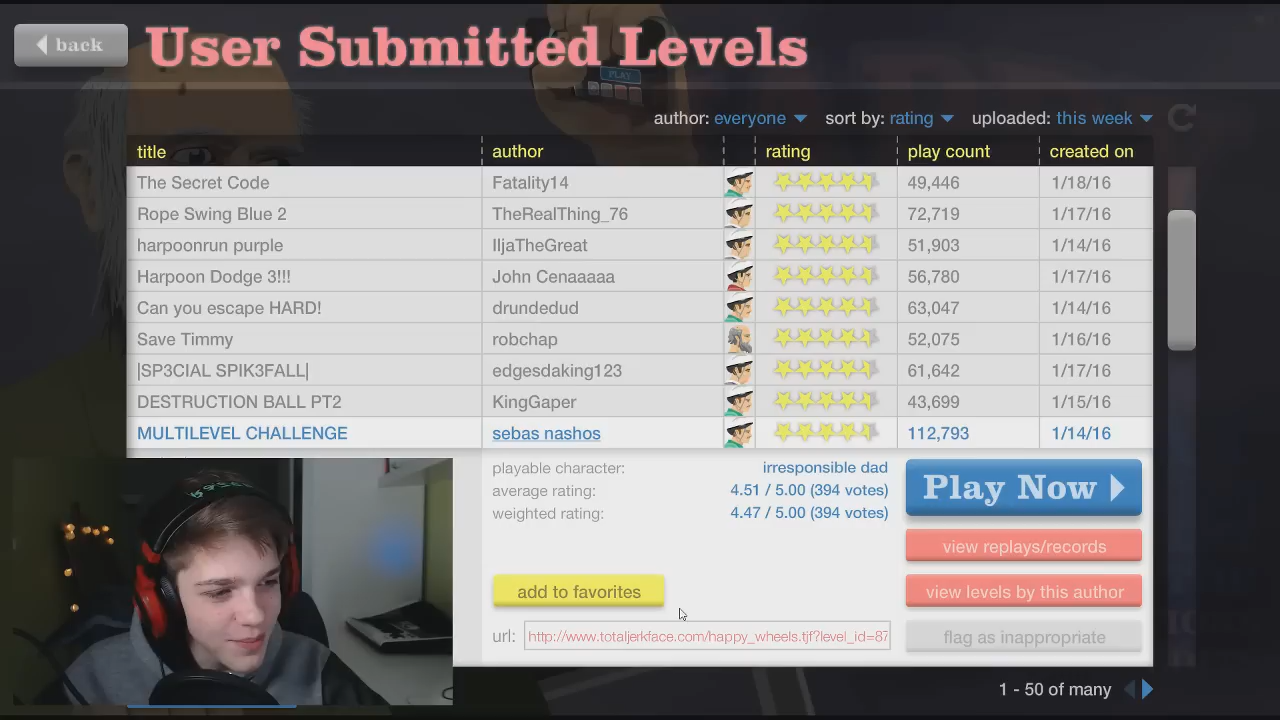 back
User Submitted Levels
PLAY
author: everyone sort by: rating uploaded: this week
title author rating play count created on
The Secret Code Fatality14 49,446 1/18/16
Rope Swing Blue 2 TheRealThing_76 72,719 1/17/16
harpoonrun purple IljaTheGreat 51,903 1/14/16
Harpoon Dodge 3!!! John Cenaaaaa 56,780 1/17/16
Can you escape HARD! drundedud 63,047 1/14/16
Save Timmy robchap 52,075 1/16/16
|SP3CIAL SPIK3FALL| edgesdaking123 61,642 1/17/16
DESTRUCTION BALL PT2 KingGaper 43,699 1/15/16
MULTILEVEL CHALLENGE sebas nashos 112,793 1/14/16
playable character: irresponsible dad
average rating: 4.51 / 5.00 (394 votes)
weighted rating: 4.47 / 5.00 (394 votes)
Play Now
view replays/records
add to favorites
view levels by this author
url: http://www.totaljerkface.com/happy_wheels.tjf?level_id=87
flag as inappropriate
1 - 50 of many